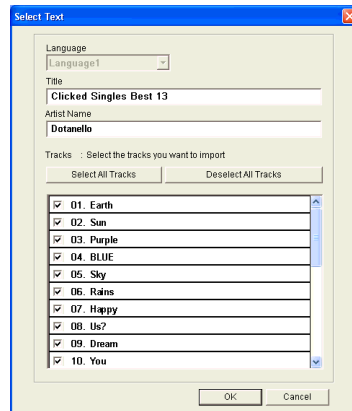 Select Text
Language
Language1
Title
Clicked Singles Best 13
Artist Name
Dotanello
Tracks : Select the tracks you want to import
Select All Tracks Deselect All Tracks
01. Earth
02. Sun
03. Purple
04. BLUE
05. Sky
06. Rains
07. Happy
08. Us?
09. Dream
10. You
OK Cancel